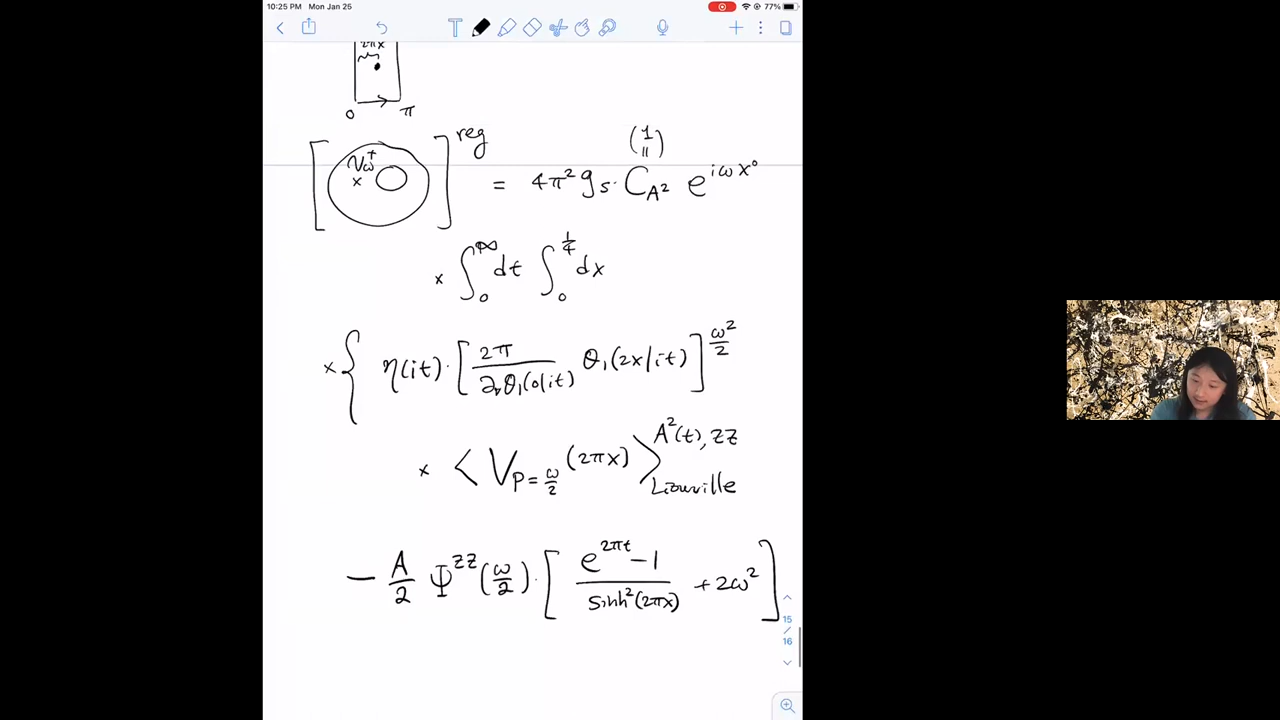 10:25 PM Mon Jan 25
77%
2πx
0 π
[ V_ω^+ × ]^reg = 4π² g_s · C_{A²} e^{iωx⁰}
(1 =)
× ∫_0^∞ dt ∫_0^{1/4} dx
× { η(it) · [ 2π / ∂_ν θ_1(0|it) θ_1(2x|it) ]^{ω²/2}
× ⟨ V_{P=ω/2} (2πx) ⟩^{A²(t), ZZ}_{Liouville}
− A/2 Ψ^{ZZ}(ω/2) · [ (e^{2πt} − 1) / sinh²(2πx) + 2ω² ]
15
/
16